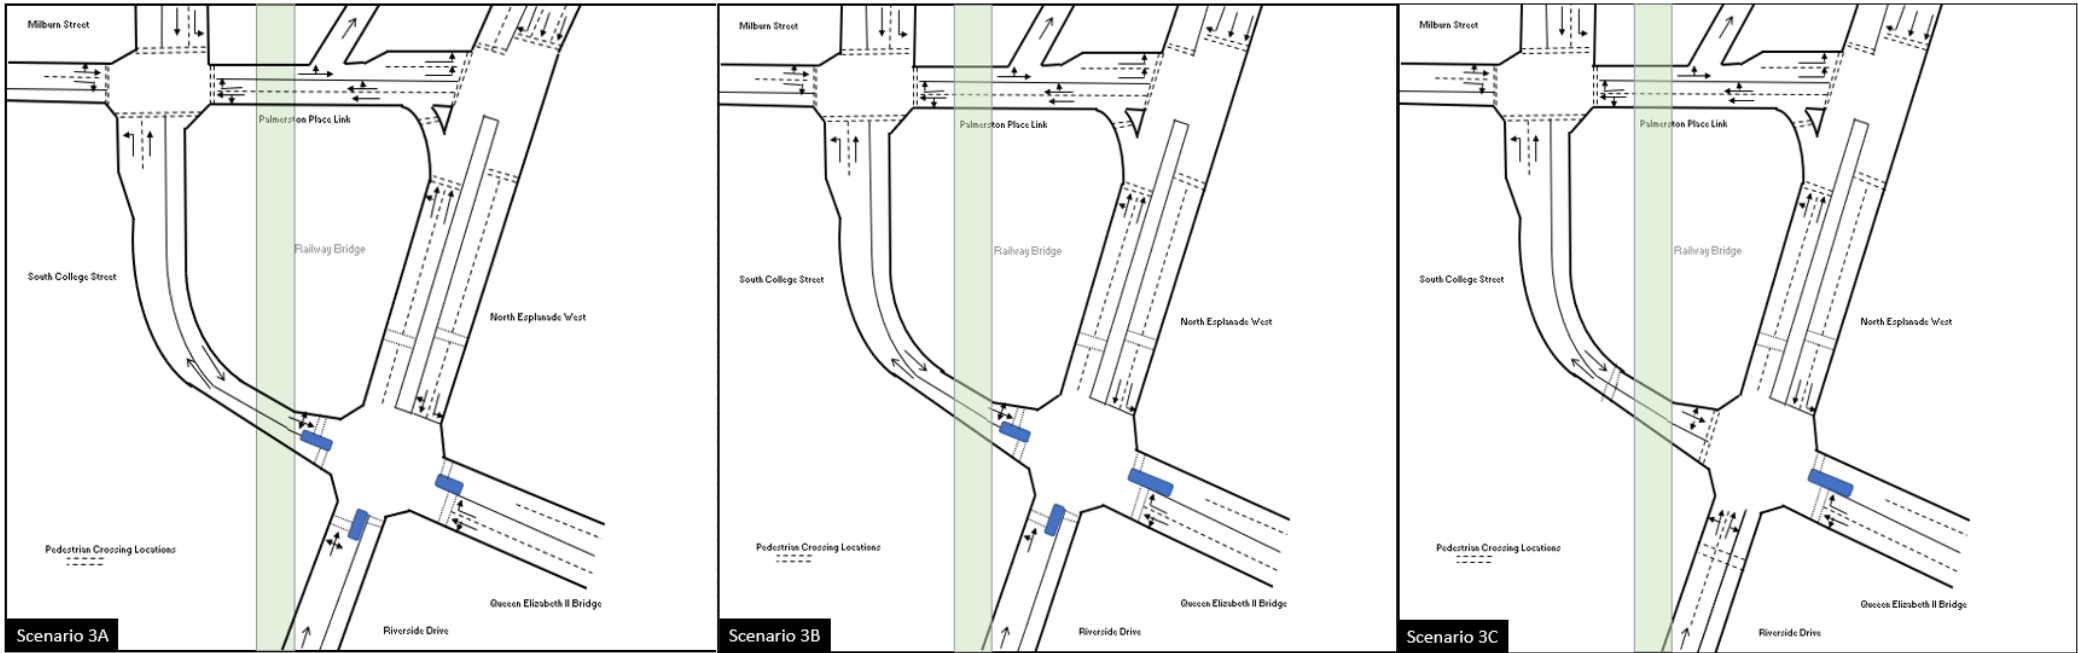 Milburn Street
Palmerston Place Link
Railway Bridge
South College Street
North Esplanade West
Pedestrian Crossing Locations
Queeen Elizabeth II Bridge
Riverside Drive
Scenario 3A
Milburn Street
Palmerston Place Link
Railway Bridge
South College Street
North Esplanade West
Pedestrian Crossing Locations
Queeen Elizabeth II Bridge
Riverside Drive
Scenario 3B
Milburn Street
Palmerston Place Link
Railway Bridge
South College Street
North Esplanade West
Pedestrian Crossing Locations
Queeen Elizabeth II Bridge
Riverside Drive
Scenario 3C